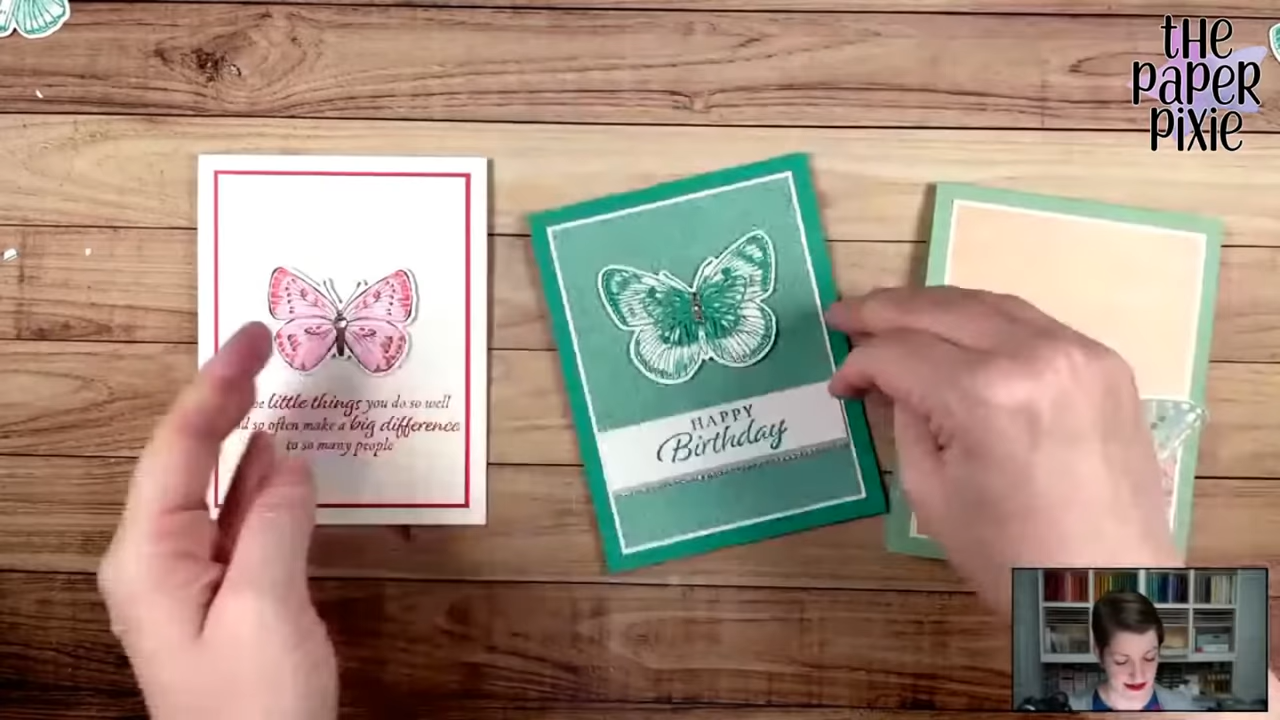 the
paper
pixie
little things you do so well
so often make a big difference
to so many people
HAPPY
Birthday